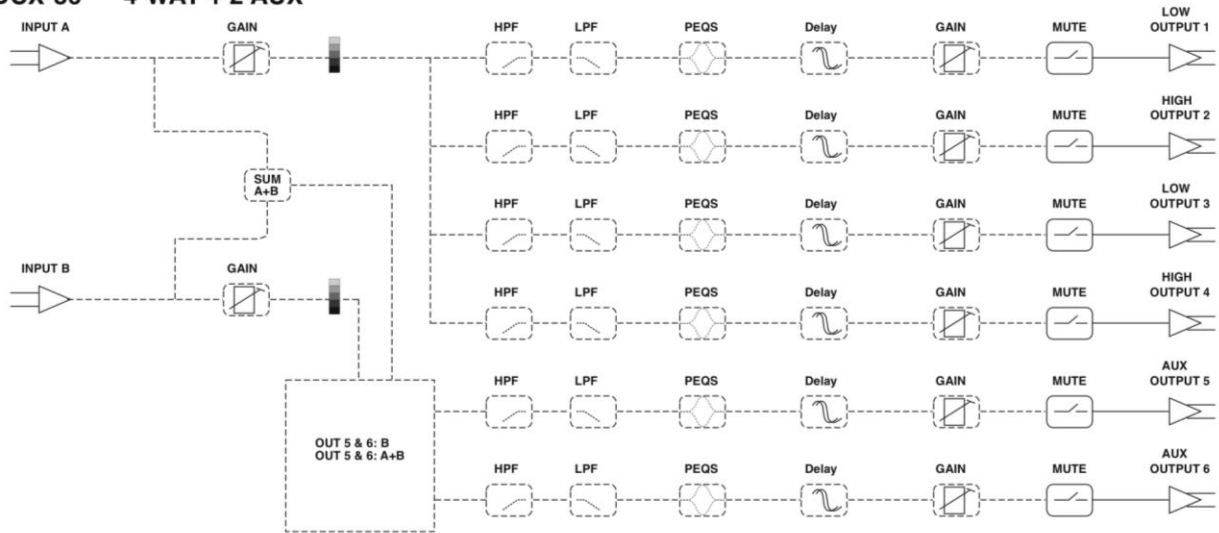 4-WAY + 2 AUX
INPUT A GAIN HPF LPF PEQS Delay GAIN MUTE LOW
OUTPUT 1
HPF LPF PEQS Delay GAIN MUTE HIGH
OUTPUT 2
SUM
A+B
HPF LPF PEQS Delay GAIN MUTE LOW
OUTPUT 3
INPUT B GAIN HPF LPF PEQS Delay GAIN MUTE HIGH
OUTPUT 4
HPF LPF PEQS Delay GAIN MUTE AUX
OUTPUT 5
OUT 5 & 6: B
OUT 5 & 6: A+B
HPF LPF PEQS Delay GAIN MUTE AUX
OUTPUT 6